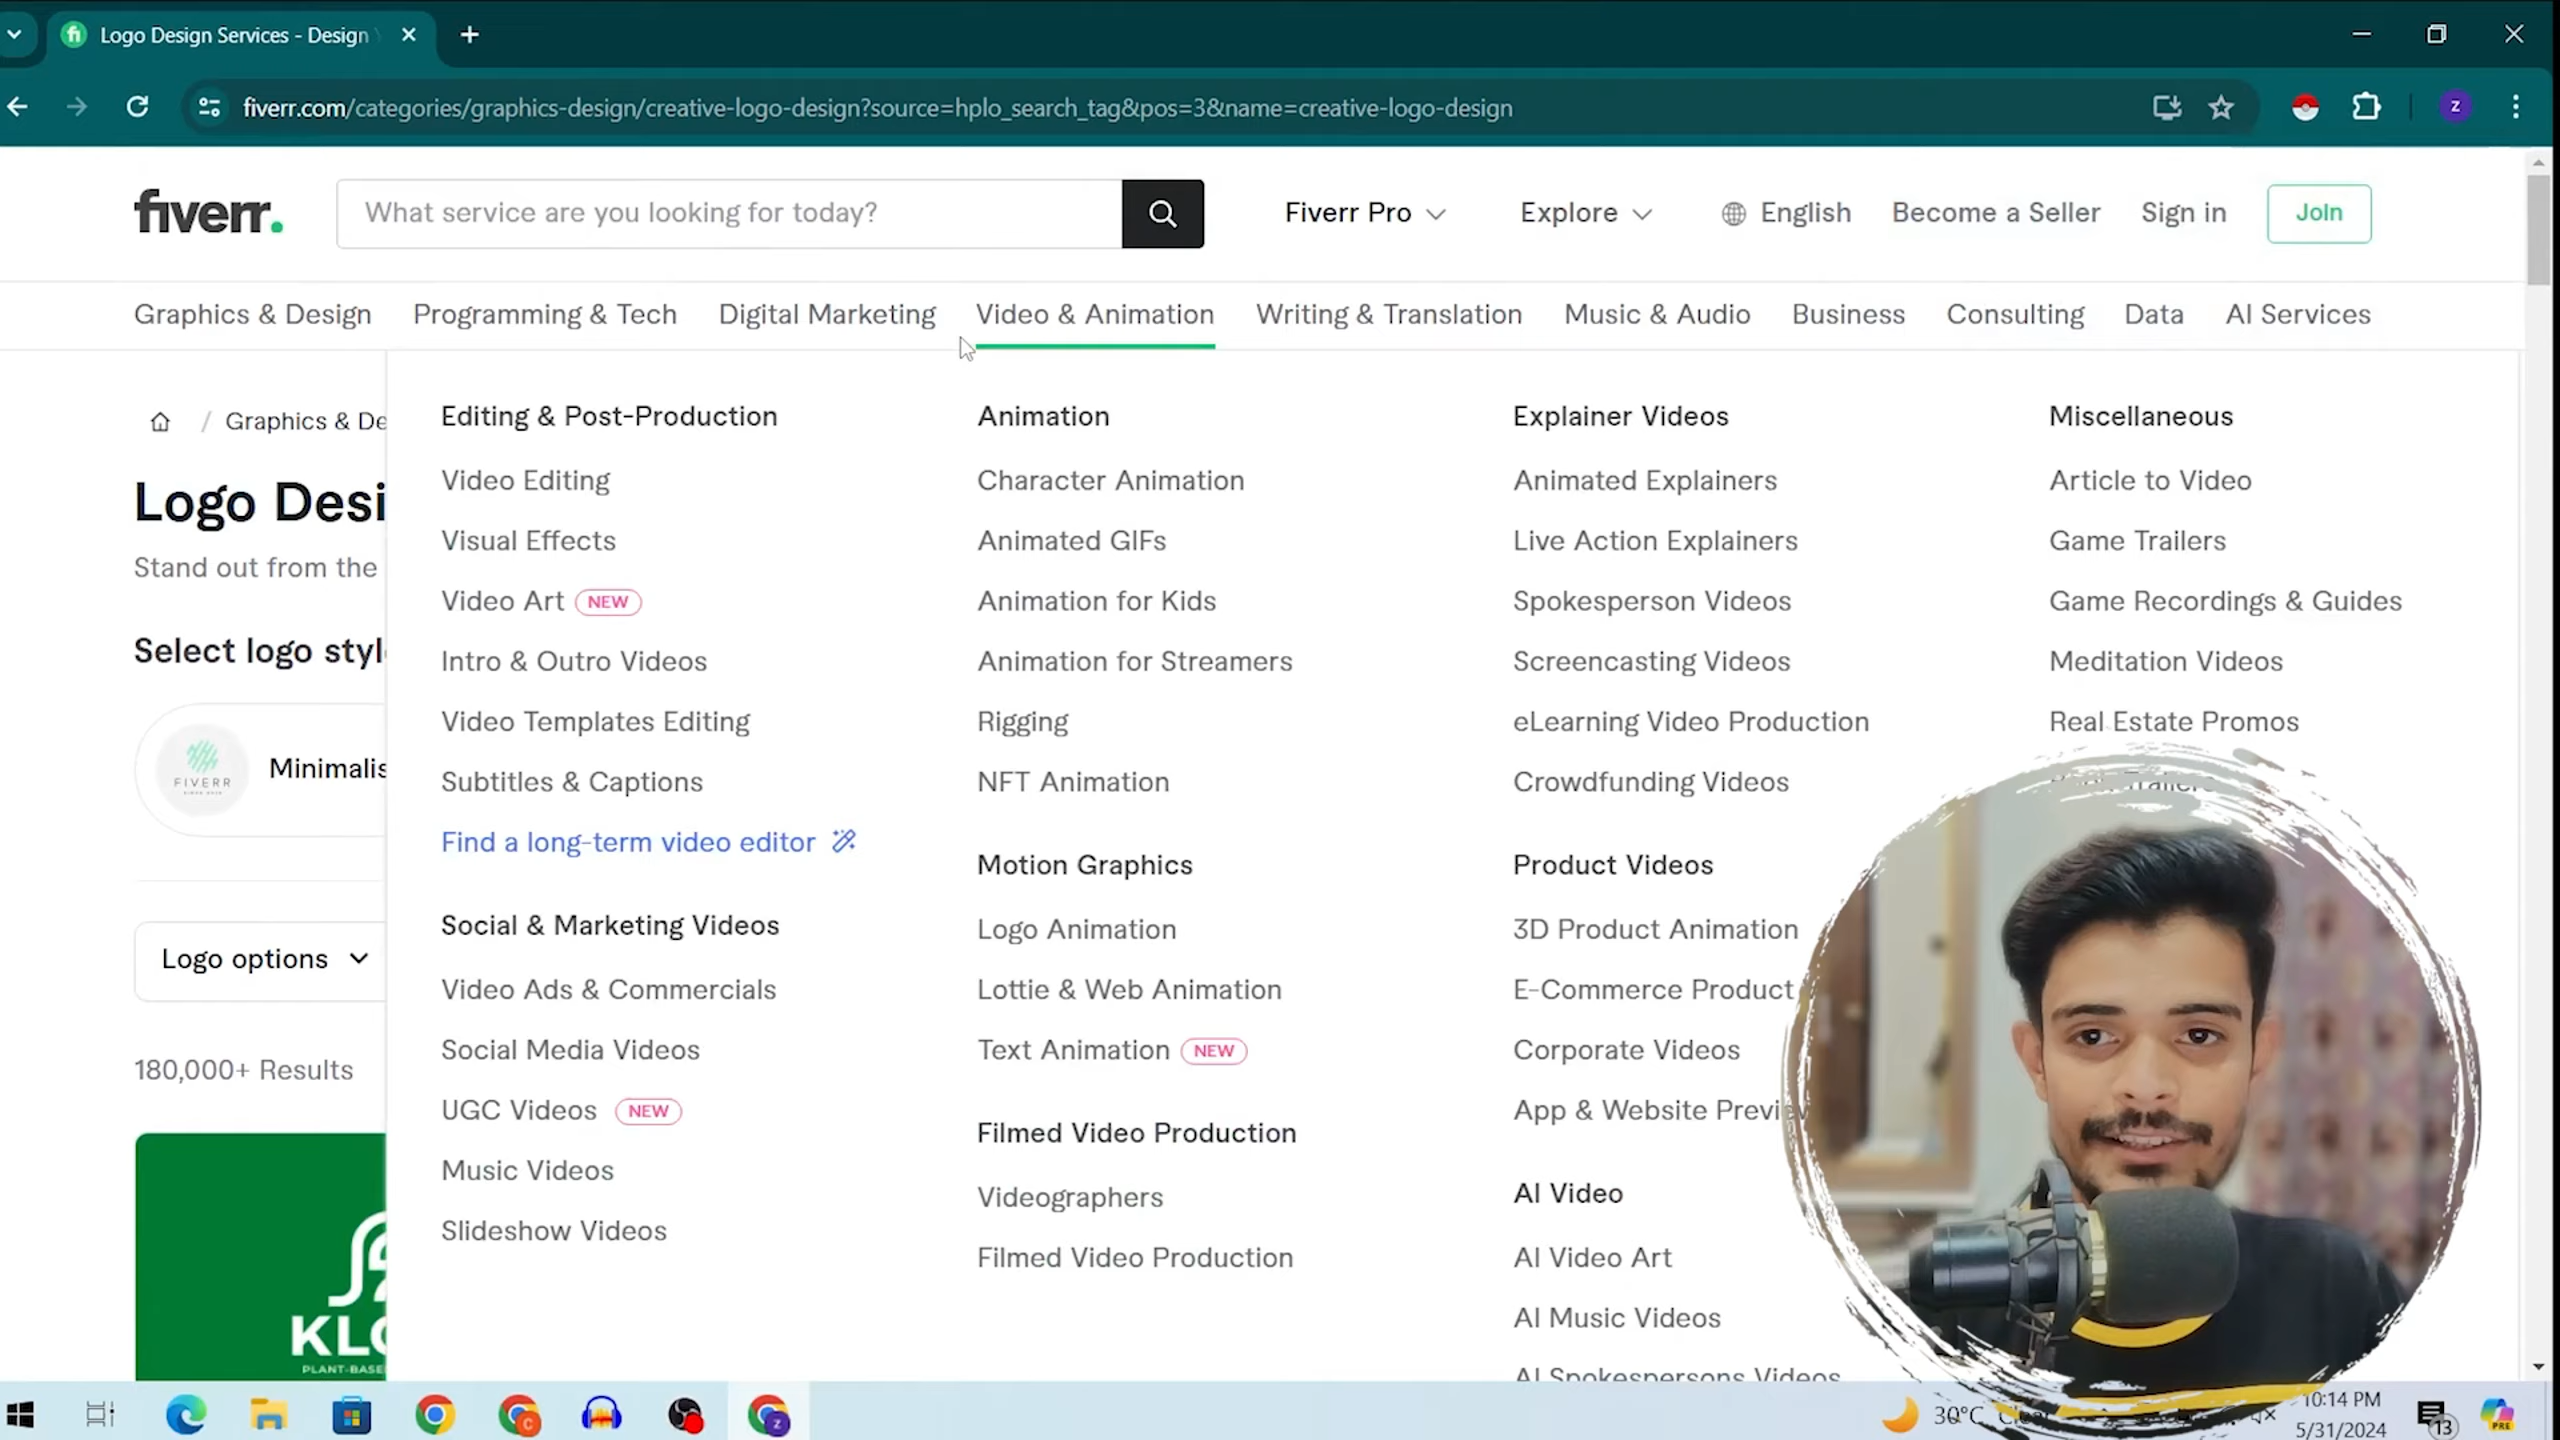 Logo Design Services - Design
fiverr.com/categories/graphics-design/creative-logo-design?source=hplo_search_tag&pos=3&name=creative-logo-design
z
fiverr.
What service are you looking for today?
Fiverr Pro
Explore
English
Become a Seller
Sign in
Join
Graphics & Design
Programming & Tech
Digital Marketing
Video & Animation
Writing & Translation
Music & Audio
Business
Consulting
Data
AI Services
/ Graphics & De
Logo Desi
Stand out from the
Select logo styl
FIVERR
Minimalis
Logo options
180,000+ Results
KLO
PLANT-BASE
Editing & Post-Production
Video Editing
Visual Effects
Video Art NEW
Intro & Outro Videos
Video Templates Editing
Subtitles & Captions
Find a long-term video editor
Social & Marketing Videos
Video Ads & Commercials
Social Media Videos
UGC Videos NEW
Music Videos
Slideshow Videos
Animation
Character Animation
Animated GIFs
Animation for Kids
Animation for Streamers
Rigging
NFT Animation
Motion Graphics
Logo Animation
Lottie & Web Animation
Text Animation NEW
Filmed Video Production
Videographers
Filmed Video Production
Explainer Videos
Animated Explainers
Live Action Explainers
Spokesperson Videos
Screencasting Videos
eLearning Video Production
Crowdfunding Videos
Product Videos
3D Product Animation
E-Commerce Product
Corporate Videos
App & Website Previ
AI Video
AI Video Art
AI Music Videos
AI Spokespersons Videos
Miscellaneous
Article to Video
Game Trailers
Game Recordings & Guides
Meditation Videos
Real Estate Promos
Trailers
30°C Clear
10:14 PM
5/31/2024
13
PRE